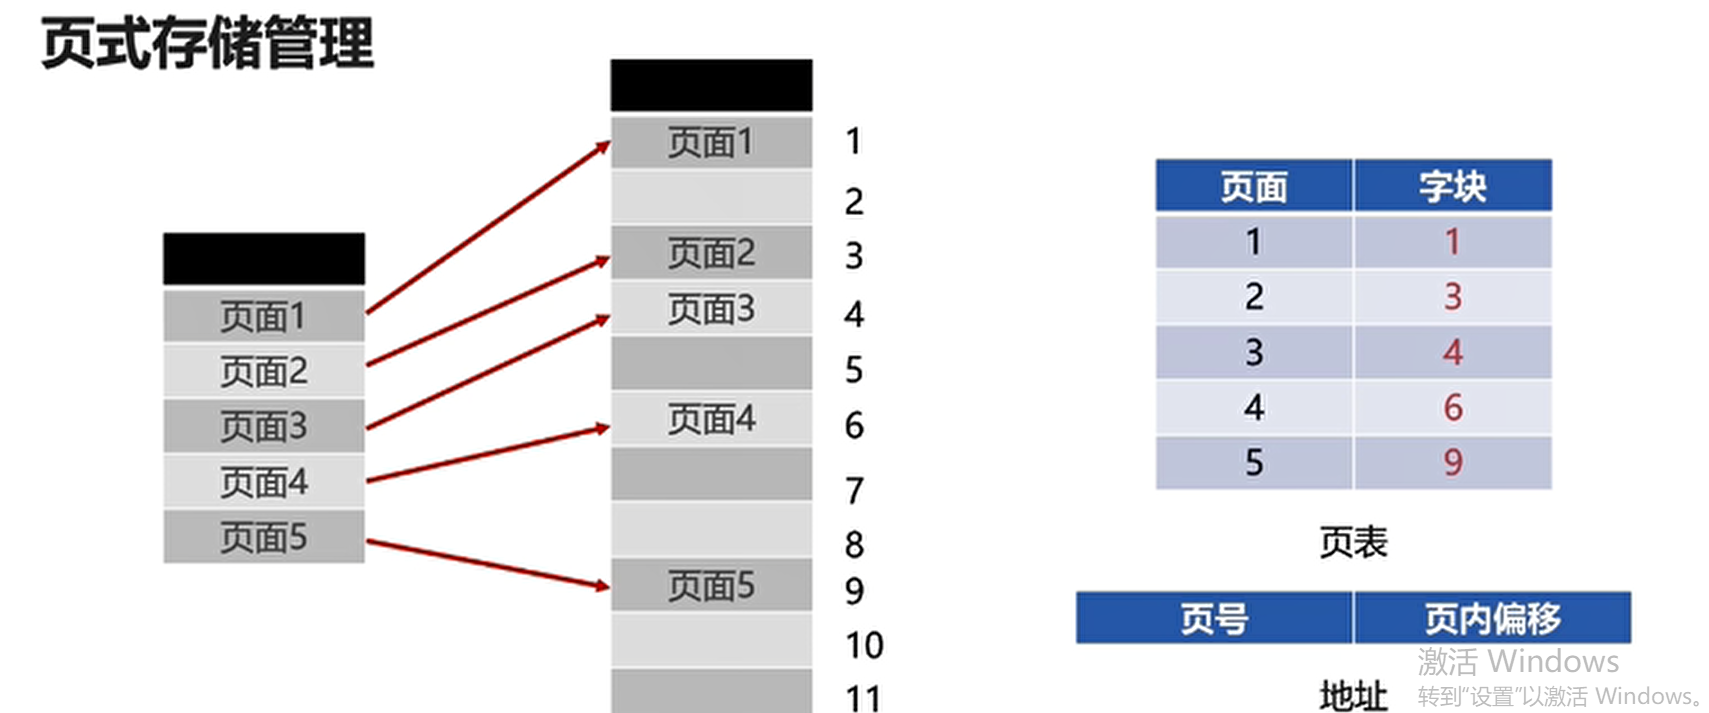 页式存储管理
页面1
页面2
页面3
页面4
页面5
页面1
页面2
页面3
页面4
页面5
1
2
3
4
5
6
7
8
9
10
11
页面 字块
1 1
2 3
3 4
4 6
5 9
页表
页号 页内偏移
地址
激活 Windows
转到“设置”以激活 Windows。